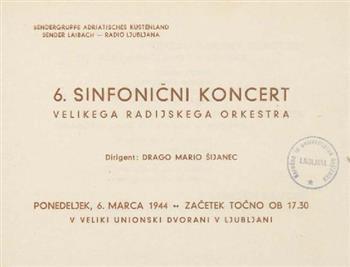 SENDERGRUPPE ADRIATISCHES KÜSTENLAND
SENDER LAIBACH — RADIO LJUBLJANA
6. SINFONIČNI KONCERT
VELIKEGA RADIJSKEGA ORKESTRA
Dirigent: DRAGO MARIO ŠIJANEC
PONEDELJEK, 6. MARCA 1944 -- ZAČETEK TOČNO OB 17.30
V VELIKI UNIONSKI DVORANI V LJUBLJANI
LJUBLJANA